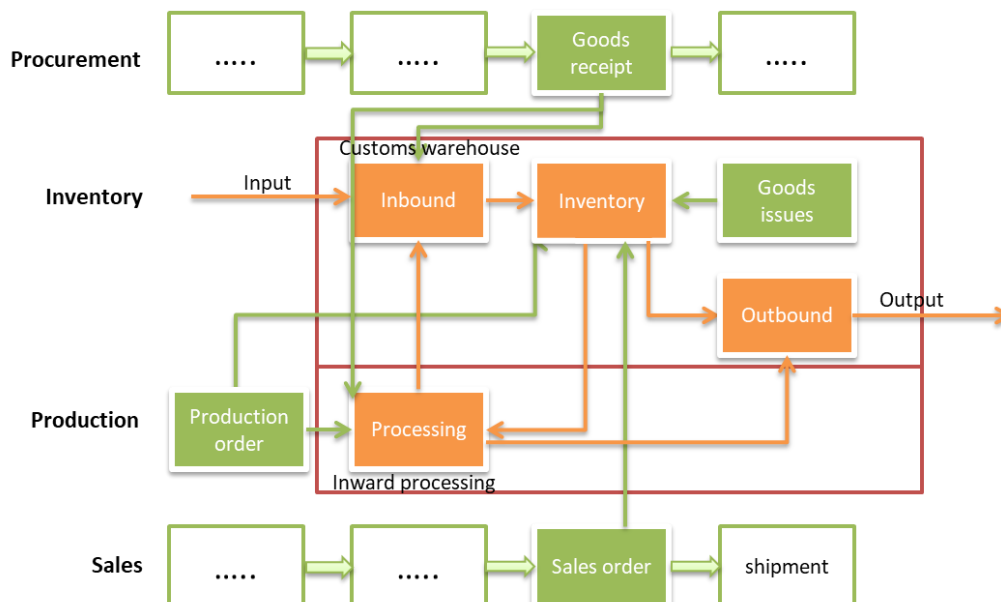 Procurement
.....
.....
Goods
receipt
.....
Customs warehouse
Inventory
Input
Inbound
Inventory
Goods
issues
Outbound
Output
Production
Production
order
Processing
Inward processing
Sales
.....
.....
Sales order
shipment